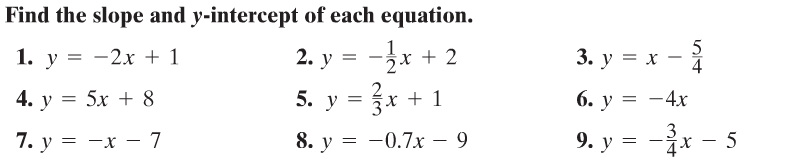 Find the slope and y-intercept of each equation.
1. y = −2x + 1 2. y = −1/2x + 2 3. y = x − 5/4
4. y = 5x + 8 5. y = 2/3x + 1 6. y = −4x
7. y = −x − 7 8. y = −0.7x − 9 9. y = −3/4x − 5